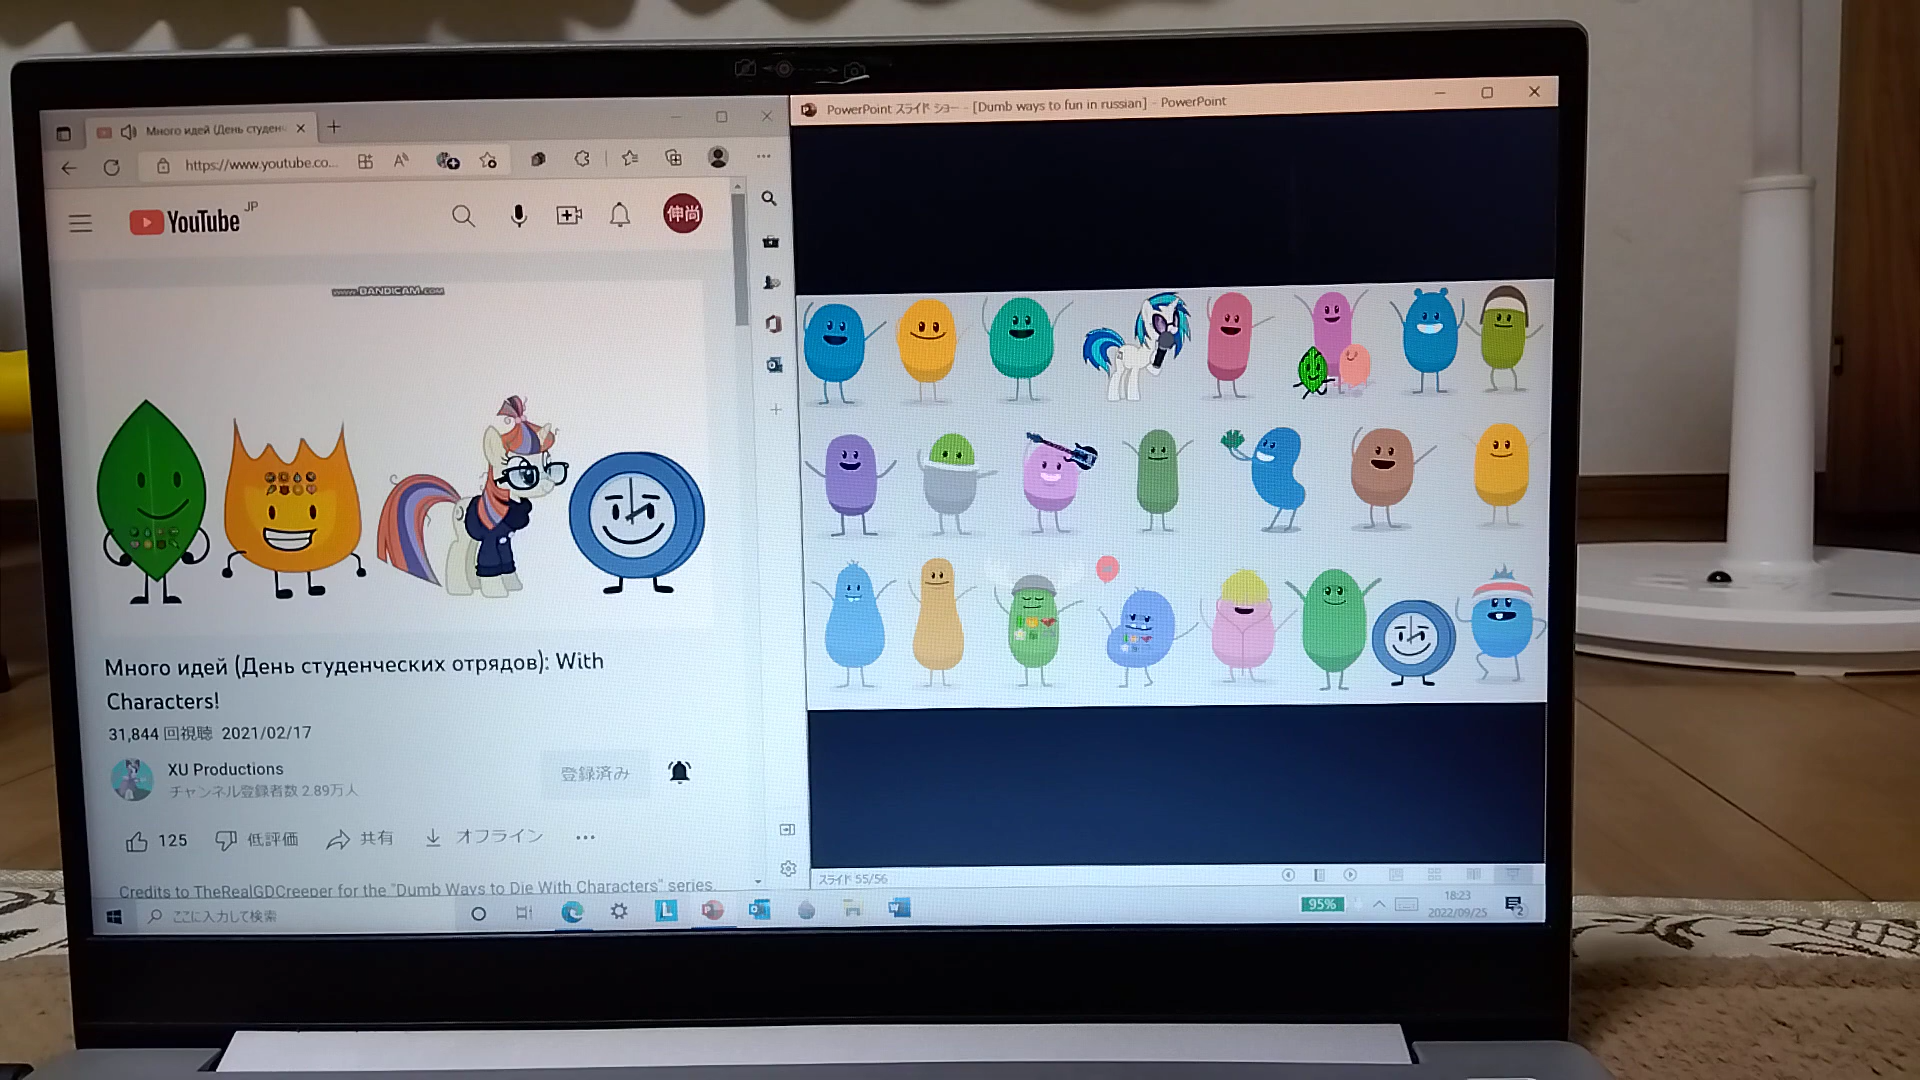 Много идей (День студен
https://www.youtube.co...
YouTube JP
伸尚
www.BANDICAM.COM
Много идей (День студенческих отрядов): With
Characters!
31,844 回視聴 2021/02/17
XU Productions
チャンネル登録者数 2.89万人
登録済み
125 低評価 共有 オフライン
Credits to TheRealGDCreeper for the "Dumb Ways to Die With Characters" series.
PowerPoint スライド ショー - [Dumb ways to fun in russian] - PowerPoint
スライド 55/56
ここに入力して検索
95%
18:23
2022/09/25
2